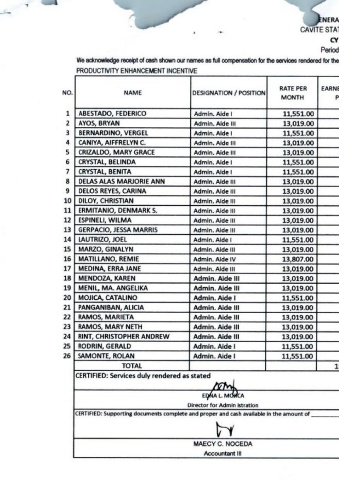 ENERA
CAVITE STAT
CY
Period
We acknowledge receipt of cash shown our names as full compensation for the services rendered for the
PRODUCTIVITY ENHANCEMENT INCENTIVE
NO. NAME DESIGNATION / POSITION RATE PER MONTH EARNE P
1 ABESTADO, FEDERICO Admin. Aide I 11,551.00
2 AYOS, BRYAN Admin. Aide III 13,019.00
3 BERNARDINO, VERGEL Admin. Aide I 11,551.00
4 CANIYA, AIFFRELYN C. Admin. Aide III 13,019.00
5 CRIZALDO, MARY GRACE Admin. Aide III 13,019.00
6 CRYSTAL, BELINDA Admin. Aide I 11,551.00
7 CRYSTAL, BENITA Admin. Aide I 11,551.00
8 DELAS ALAS MARJORIE ANN Admin. Aide III 13,019.00
9 DELOS REYES, CARINA Admin. Aide III 13,019.00
10 DILOY, CHRISTIAN Admin. Aide III 13,019.00
11 ERMITANIO, DENMARK S. Admin. Aide III 13,019.00
12 ESPINELI, WILMA Admin. Aide III 13,019.00
13 GERPACIO, JESSA MARRIS Admin. Aide III 13,019.00
14 LAUTRIZO, JOEL Admin. Aide I 11,551.00
15 MARZO, GINALYN Admin. Aide III 13,019.00
16 MATILLANO, REMIE Admin. Aide IV 13,807.00
17 MEDINA, ERRA JANE Admin. Aide III 13,019.00
18 MENDOZA, KAREN Admin. Aide III 13,019.00
19 MENIL, MA. ANGELIKA Admin. Aide III 13,019.00
20 MOJICA, CATALINO Admin. Aide I 11,551.00
21 PANGANIBAN, ALICIA Admin. Aide III 13,019.00
22 RAMOS, MARIETA Admin. Aide III 13,019.00
23 RAMOS, MARY NETH Admin. Aide III 13,019.00
24 RINT, CHRISTOPHER ANDREW Admin. Aide III 13,019.00
25 RODRIN, GERALD Admin. Aide I 11,551.00
26 SAMONTE, ROLAN Admin. Aide I 11,551.00
TOTAL 1
CERTIFIED: Services duly rendered as stated
EDNA L. MOJICA
Director for Administration
CERTIFIED: Supporting documents complete and proper and cash available in the amount of
MAECY C. NOCEDA
Accountant III